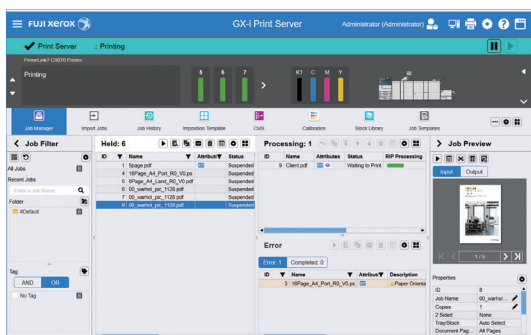 FUJI XEROX
GX-i Print Server
Administrator (Administrator)
Print Server : Printing
PrimeLink? C9070 Printer
Printing
5 6 7
K1 C M Y
Job Manager
Import Jobs
Job History
Imposition Template
CMS
Calibration
Stock Library
Job Templates
Job Filter
All Jobs
Recent Jobs
Enter a Job Name
Folder
#Default
Tag
AND OR
No Tag
Held: 6
ID Name Attribute Status
1 5page.pdf Suspended
4 16Page_A4_Port_R0_V0.ps Suspended
5 8Page_A4_Land_R0_V0.pdf Suspended
6 00_warhol_pic_1128.pdf Suspended
7 00_warhol_pic_1128.pdf Suspended
8 00_warhol_pic_1128.pdf Suspended
Processing: 1
ID Name Attributes Status RIP Processing
9 Client.pdf Waiting to Print
Error
Error: 1 Completed: 0
ID Name Attribute Description
3 16Page_A4_Port_R0_V0.ps Paper Orienta
Job Preview
Input Output
1/5
Properties
ID 8
Job Name 00_warhol...
Copies 1
2 Sided None
Tray/Stock Auto Select
Document Pag... All Pages